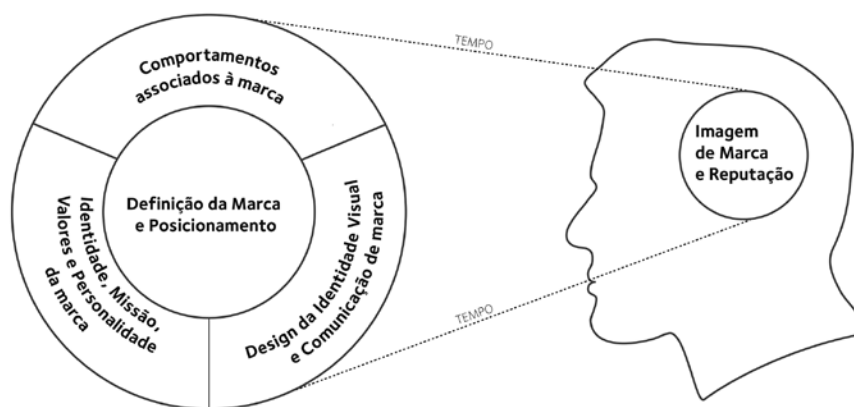 Comportamentos
associados à marca
Definição da Marca
e Posicionamento
Identidade, Missão,
Valores e Personalidade
da marca
Design da Identidade Visual
e Comunicação de marca
TEMPO
TEMPO
Imagem
de Marca
e Reputação